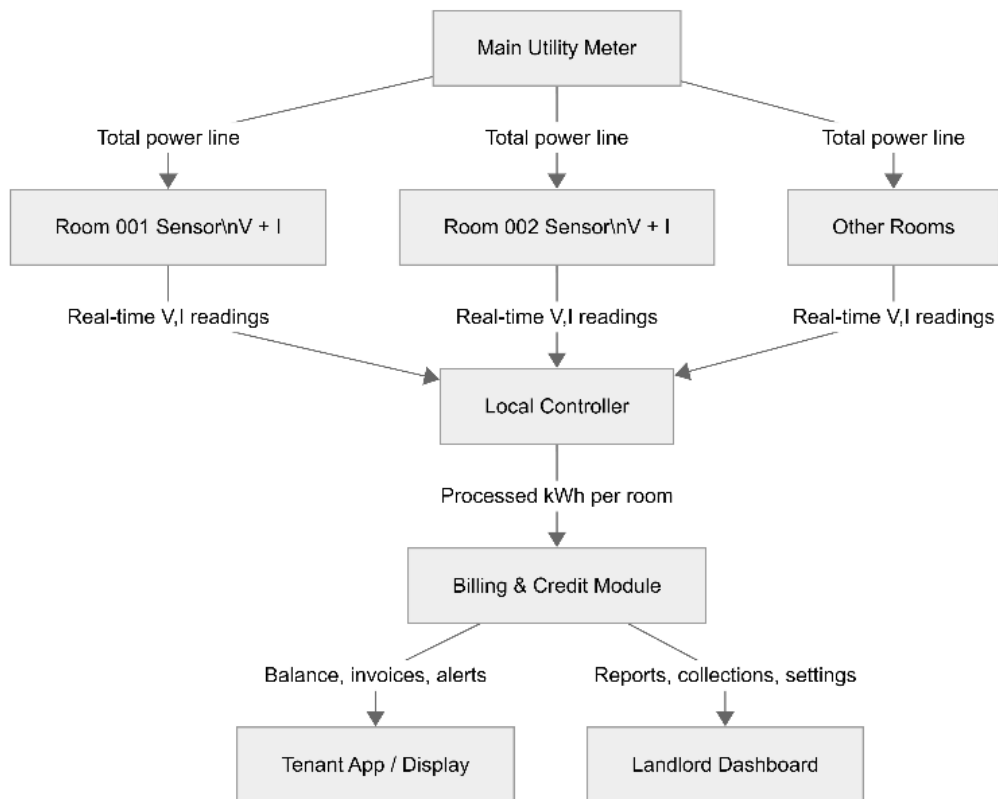 Main Utility Meter
Total power line
Total power line
Total power line
Room 001 Sensor\nV + I
Room 002 Sensor\nV + I
Other Rooms
Real-time V,I readings
Real-time V,I readings
Real-time V,I readings
Local Controller
Processed kWh per room
Billing & Credit Module
Balance, invoices, alerts
Reports, collections, settings
Tenant App / Display
Landlord Dashboard